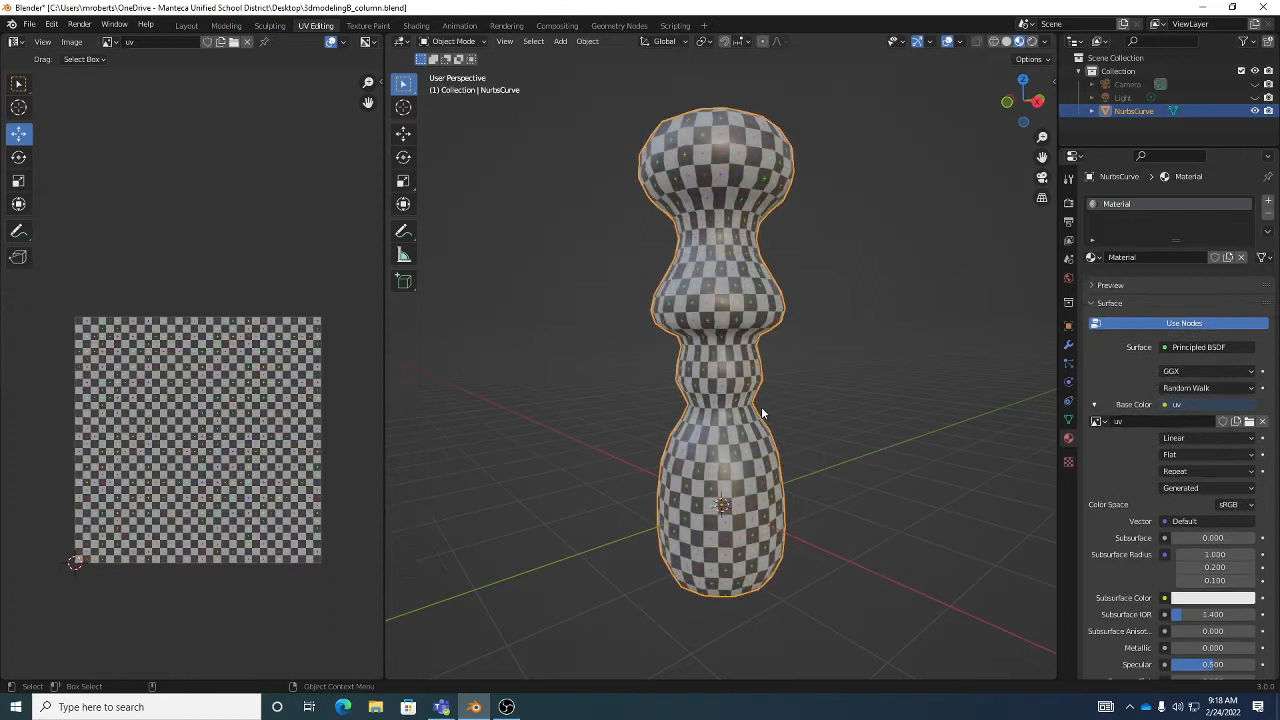 Blender* [C:\Users\mroberts\OneDrive - Manteca Unified School District\Desktop\3dmodeling8_column.blend]
File Edit Render Window Help Layout Modeling Sculpting UV Editing Texture Paint Shading Animation Rendering Compositing Geometry Nodes Scripting + Scene ViewLayer
View Image uv Object Mode View Select Add Object Global
Drag: Select Box Options
User Perspective
(1) Collection | NurbsCurve
Scene Collection
Collection
Camera
Light
NurbsCurve
Z
X
NurbsCurve > Material
Material
Material
Preview
Surface
Use Nodes
Surface Principled BSDF
GGX
Random Walk
Base Color uv
uv
Linear
Flat
Repeat
Generated
Color Space sRGB
Vector Default
Subsurface 0.000
Subsurface Radius 1.000
0.200
0.100
Subsurface Color
Subsurface IOR 1.400
Subsurface Anisot... 0.000
Metallic 0.000
Specular 0.500
Select Box Select Object Context Menu 3.0.0
Type here to search
9:18 AM
2/24/2022